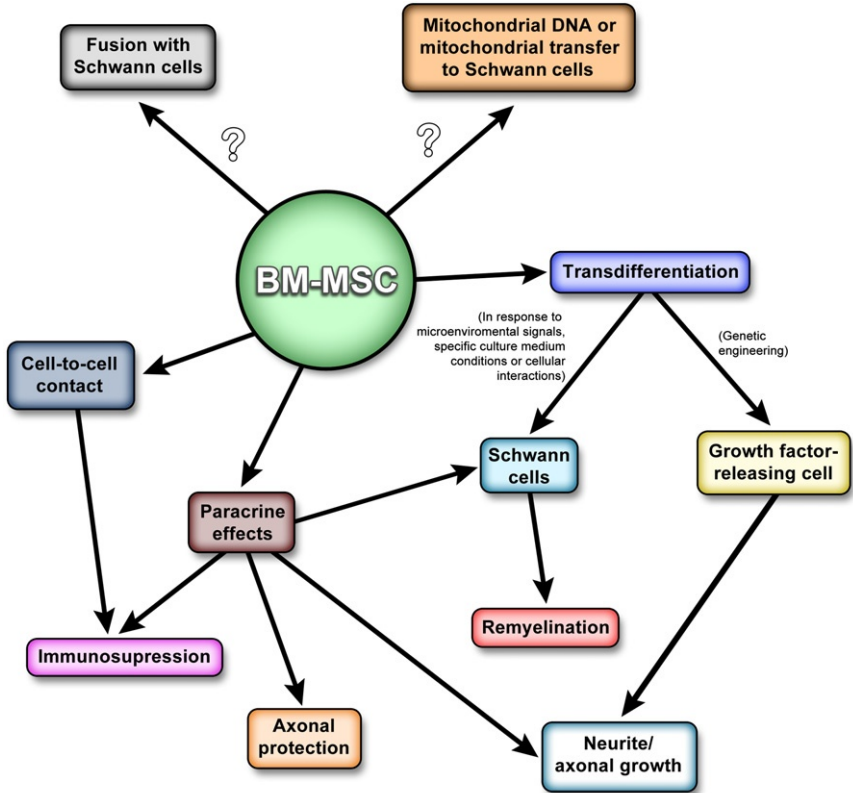 Fusion with
Schwann cells
Mitochondrial DNA or
mitochondrial transfer
to Schwann cells
?
?
BM-MSC
Transdifferentiation
(In response to
microenviromental signals,
specific culture medium
conditions or cellular
interactions)
(Genetic
engineering)
Cell-to-cell
contact
Schwann
cells
Growth factor-
releasing cell
Paracrine
effects
Remyelination
Immunosupression
Axonal
protection
Neurite/
axonal growth